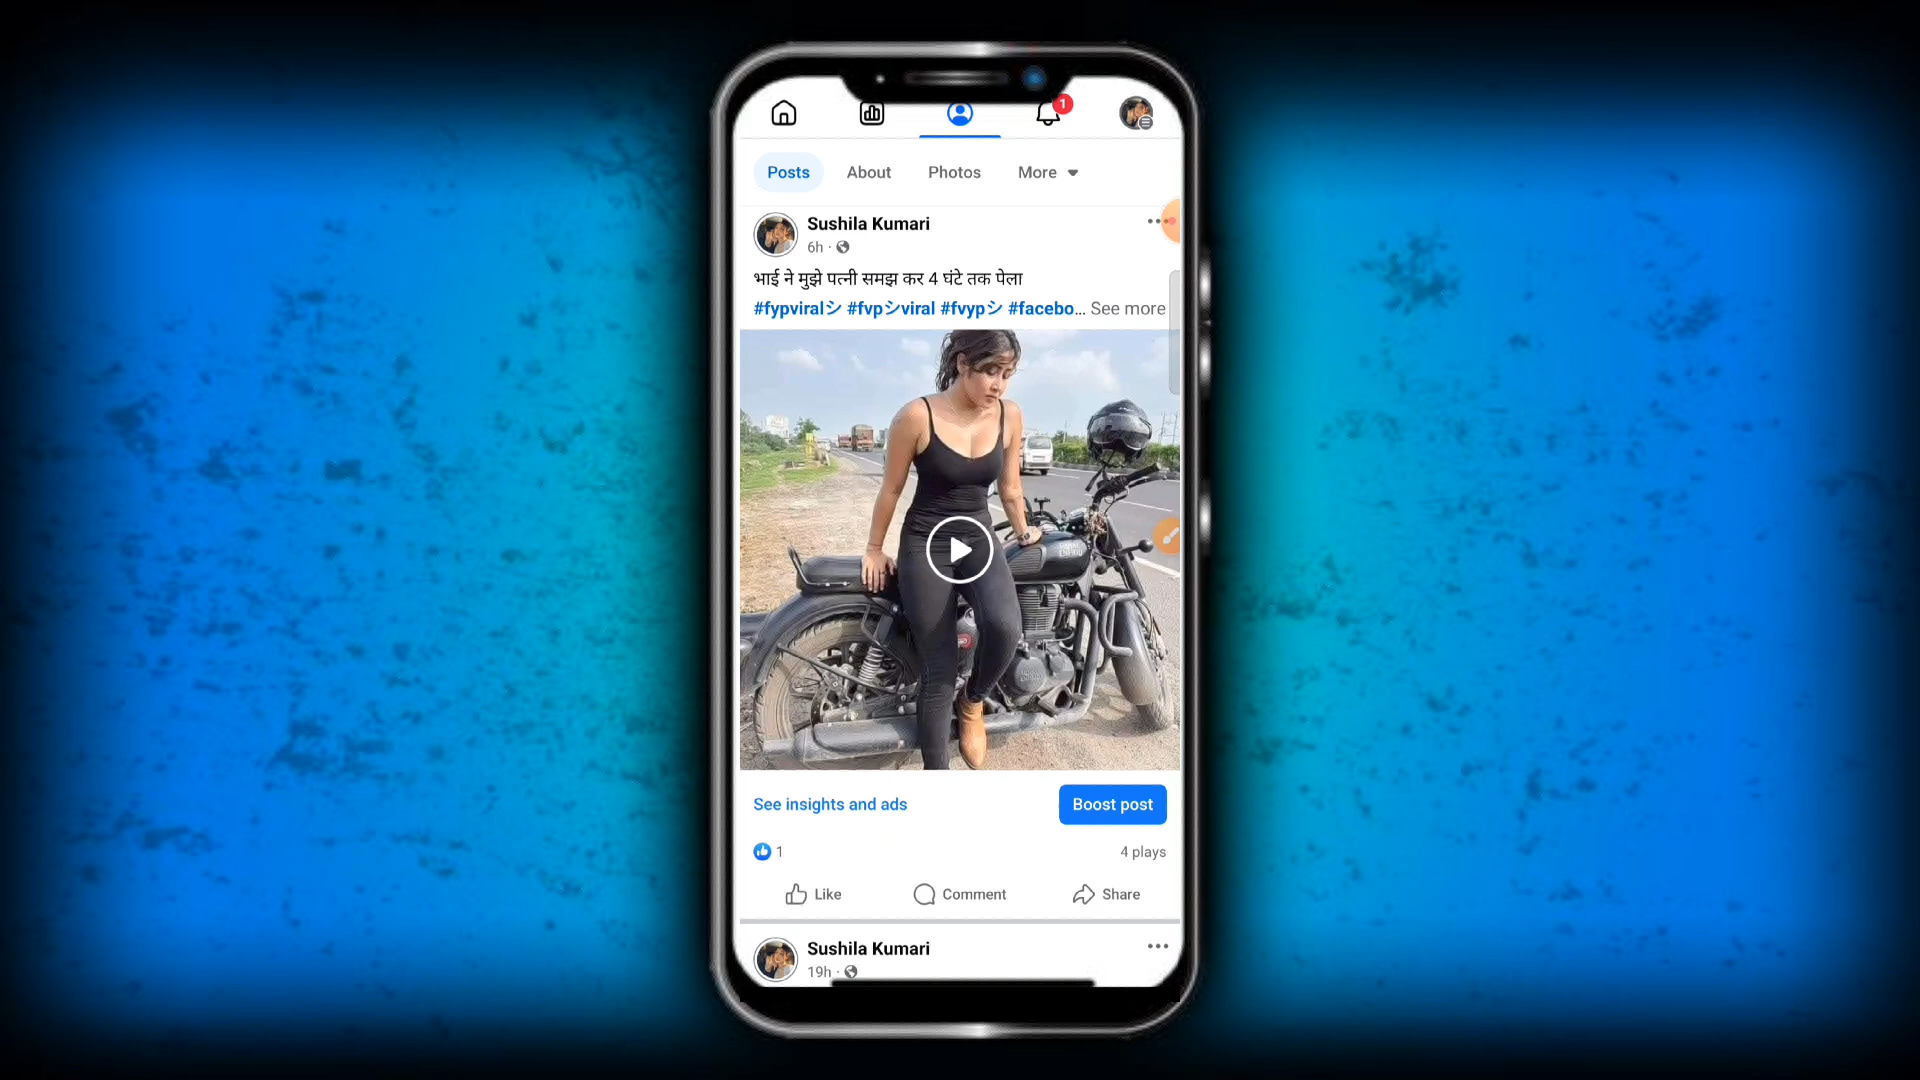 1
Posts About Photos More
Sushila Kumari
6h ·
भाई ने मुझे पत्नी समझ कर 4 घंटे तक पेला
#fypviralシ #fvpシviral #fvypシ #facebo... See more
See insights and ads Boost post
1 4 plays
Like Comment Share
Sushila Kumari
19h ·